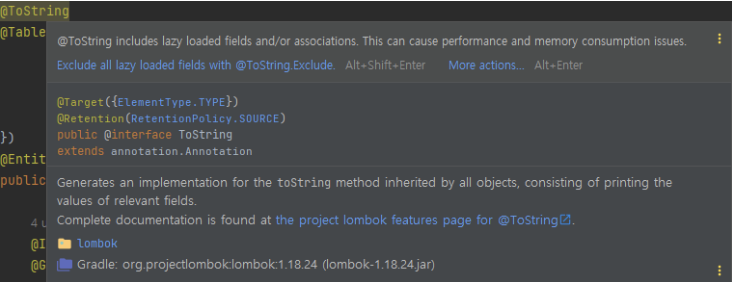 @ToString
@Table
@ToString includes lazy loaded fields and/or associations. This can cause performance and memory consumption issues.
Exclude all lazy loaded fields with @ToString.Exclude. Alt+Shift+Enter More actions... Alt+Enter
@Target({ElementType.TYPE})
@Retention(RetentionPolicy.SOURCE)
public @interface ToString
extends annotation.Annotation
})
@Entit
public
Generates an implementation for the toString method inherited by all objects, consisting of printing the
values of relevant fields.
Complete documentation is found at the project lombok features page for @ToString.
4 u
@I
lombok
@G
Gradle: org.projectlombok:lombok:1.18.24 (lombok-1.18.24.jar)